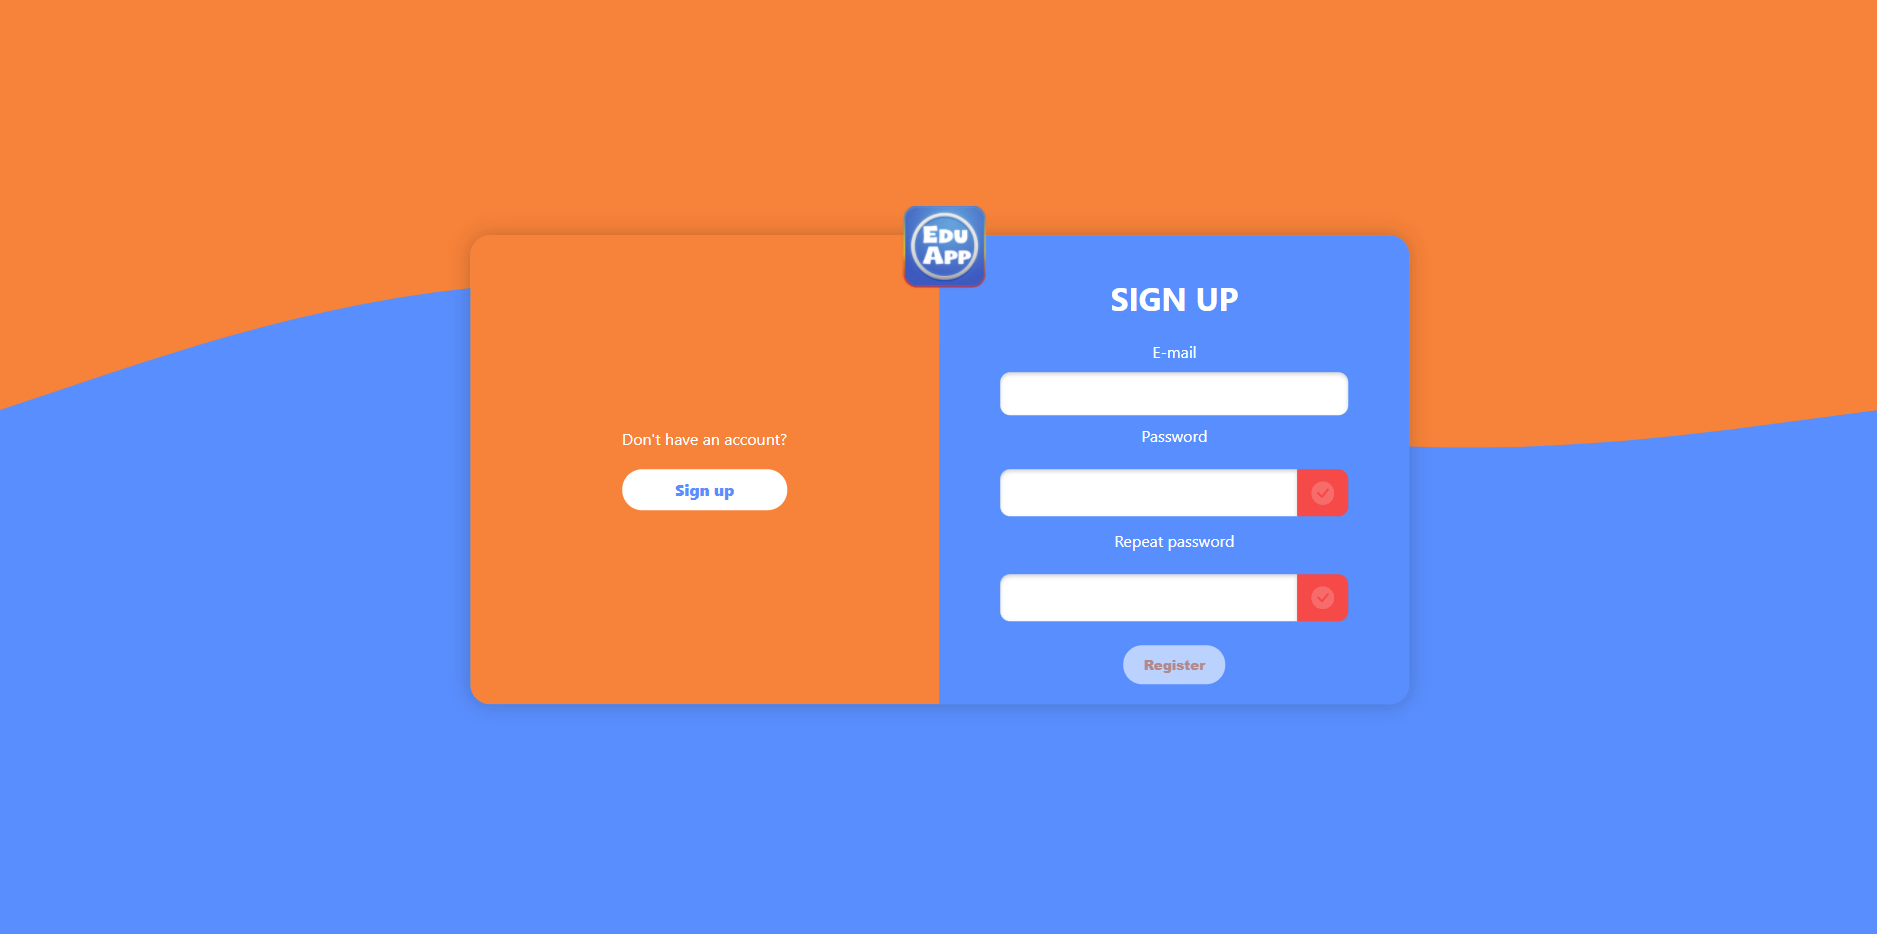 EDU
APP
Don't have an account?
Sign up
SIGN UP
E-mail
Password
Repeat password
Register